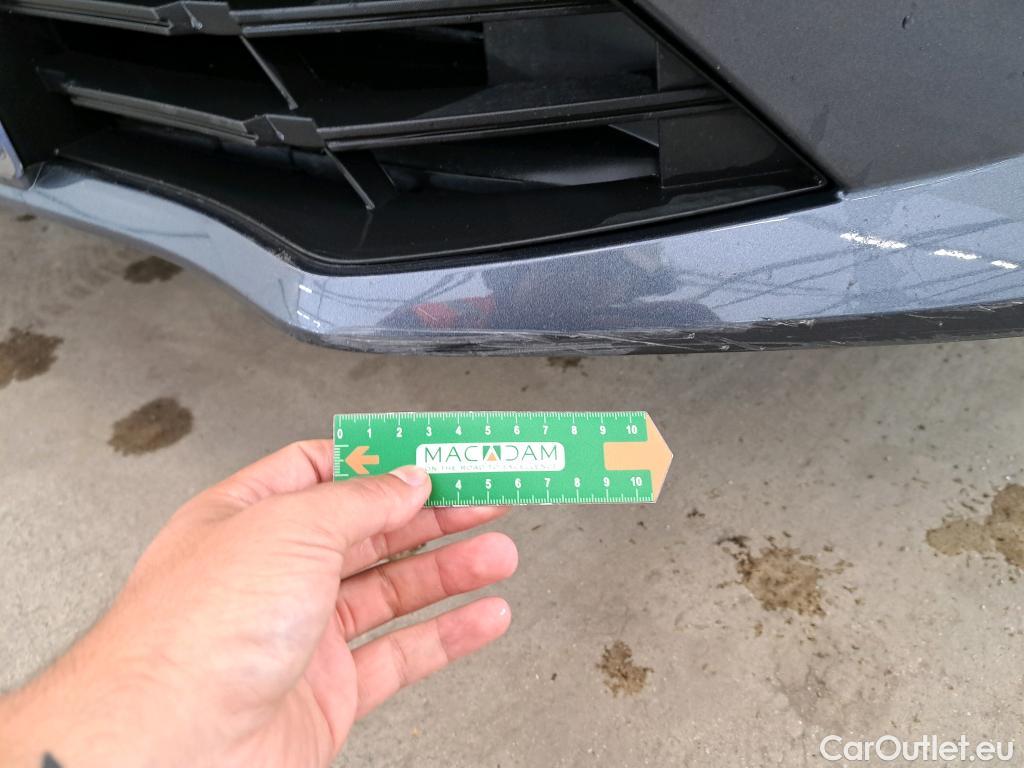 0 1 2 3 4 5 6 7 8 9 10
MACADAM
ON THE ROAD TO EXCELLENCE
4 5 6 7 8 9 10
CarOutlet.eu